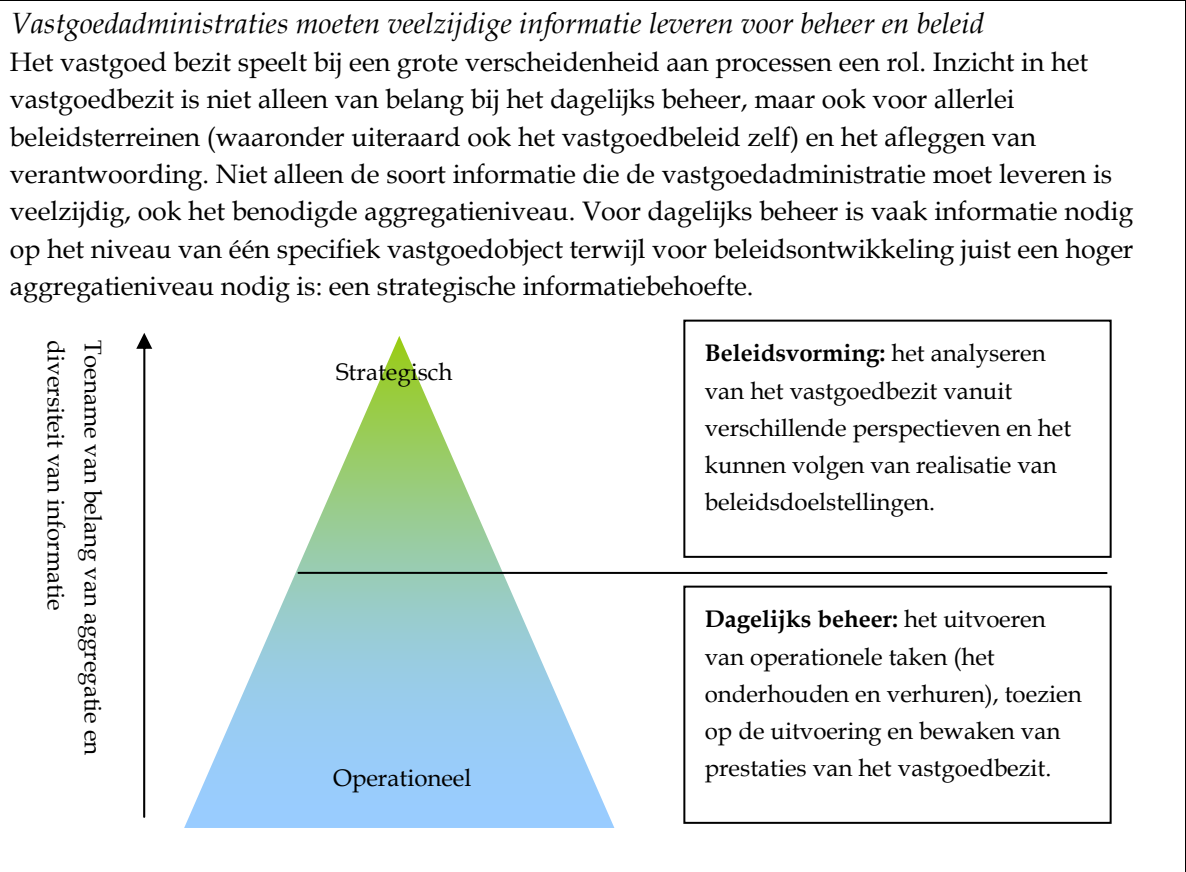 Vastgoedadministraties moeten veelzijdige informatie leveren voor beheer en beleid
Het vastgoed bezit speelt bij een grote verscheidenheid aan processen een rol. Inzicht in het
vastgoedbezit is niet alleen van belang bij het dagelijks beheer, maar ook voor allerlei
beleidsterreinen (waaronder uiteraard ook het vastgoedbeleid zelf) en het afleggen van
verantwoording. Niet alleen de soort informatie die de vastgoedadministratie moet leveren is
veelzijdig, ook het benodigde aggregatieniveau. Voor dagelijks beheer is vaak informatie nodig
op het niveau van één specifiek vastgoedobject terwijl voor beleidsontwikkeling juist een hoger
aggregatieniveau nodig is: een strategische informatiebehoefte.
Toename van belang van aggregatie en
diversiteit van informatie
Strategisch
Operationeel
Beleidsvorming: het analyseren
van het vastgoedbezit vanuit
verschillende perspectieven en het
kunnen volgen van realisatie van
beleidsdoelstellingen.
Dagelijks beheer: het uitvoeren
van operationele taken (het
onderhouden en verhuren), toezien
op de uitvoering en bewaken van
prestaties van het vastgoedbezit.